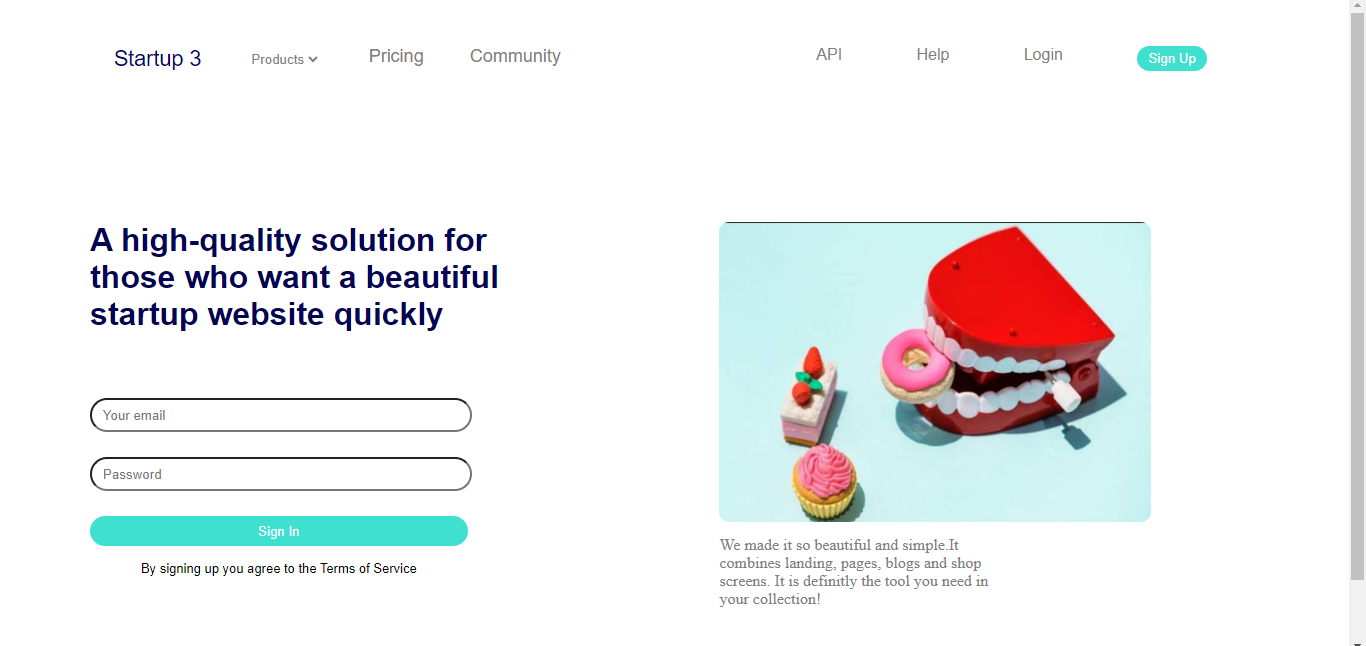 Startup 3 Products Pricing Community API Help Login Sign Up
A high-quality solution for
those who want a beautiful
startup website quickly
Your email
Password
Sign In
By signing up you agree to the Terms of Service
We made it so beautiful and simple.It
combines landing, pages, blogs and shop
screens. It is definitly the tool you need in
your collection!